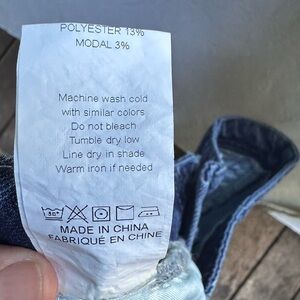 POLYESTER 13%
MODAL 3%
Machine wash cold
with similar colors
Do not bleach
Tumble dry low
Line dry in shade
Warm iron if needed
MADE IN CHINA
FABRIQUÉ EN CHINE